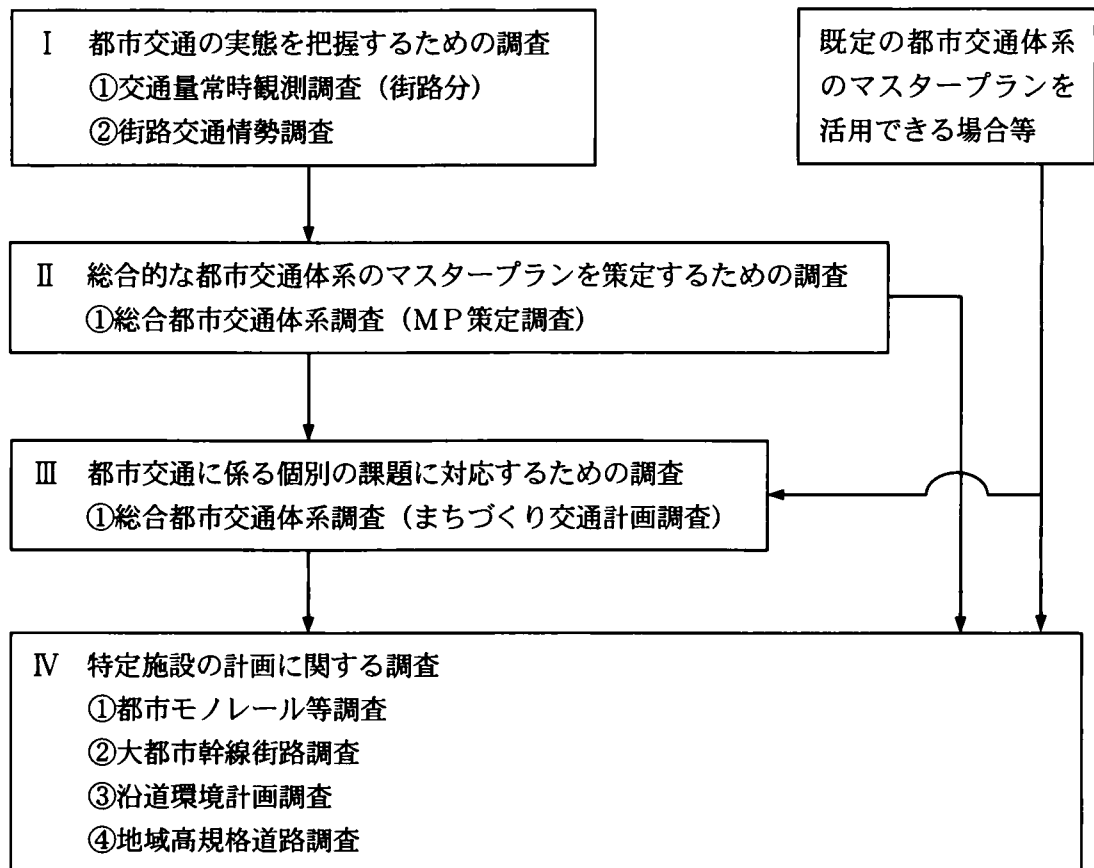 Ⅰ 都市交通の実態を把握するための調査
①交通量常時観測調査（街路分）
②街路交通情勢調査
既定の都市交通体系
のマスタープランを
活用できる場合等
Ⅱ 総合的な都市交通体系のマスタープランを策定するための調査
①総合都市交通体系調査（ＭＰ策定調査）
Ⅲ 都市交通に係る個別の課題に対応するための調査
①総合都市交通体系調査（まちづくり交通計画調査）
Ⅳ 特定施設の計画に関する調査
①都市モノレール等調査
②大都市幹線街路調査
③沿道環境計画調査
④地域高規格道路調査